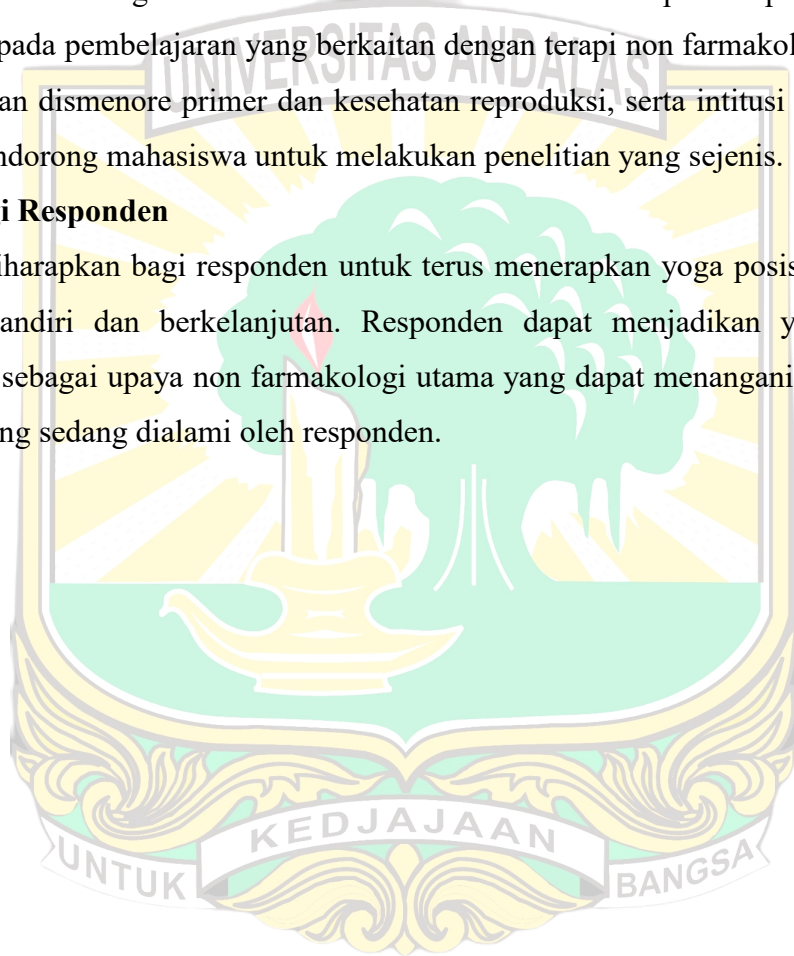 pada pembelajaran yang berkaitan dengan terapi non farmakol
UNIVERSITAS ANDALAS
an dismenore primer dan kesehatan reproduksi, serta intitusi
ndorong mahasiswa untuk melakukan penelitian yang sejenis.
i Responden
iharapkan bagi responden untuk terus menerapkan yoga posis
andiri dan berkelanjutan. Responden dapat menjadikan y
sebagai upaya non farmakologi utama yang dapat menangani
ng sedang dialami oleh responden.
UNTUK KEDJAJAAN BANGSA